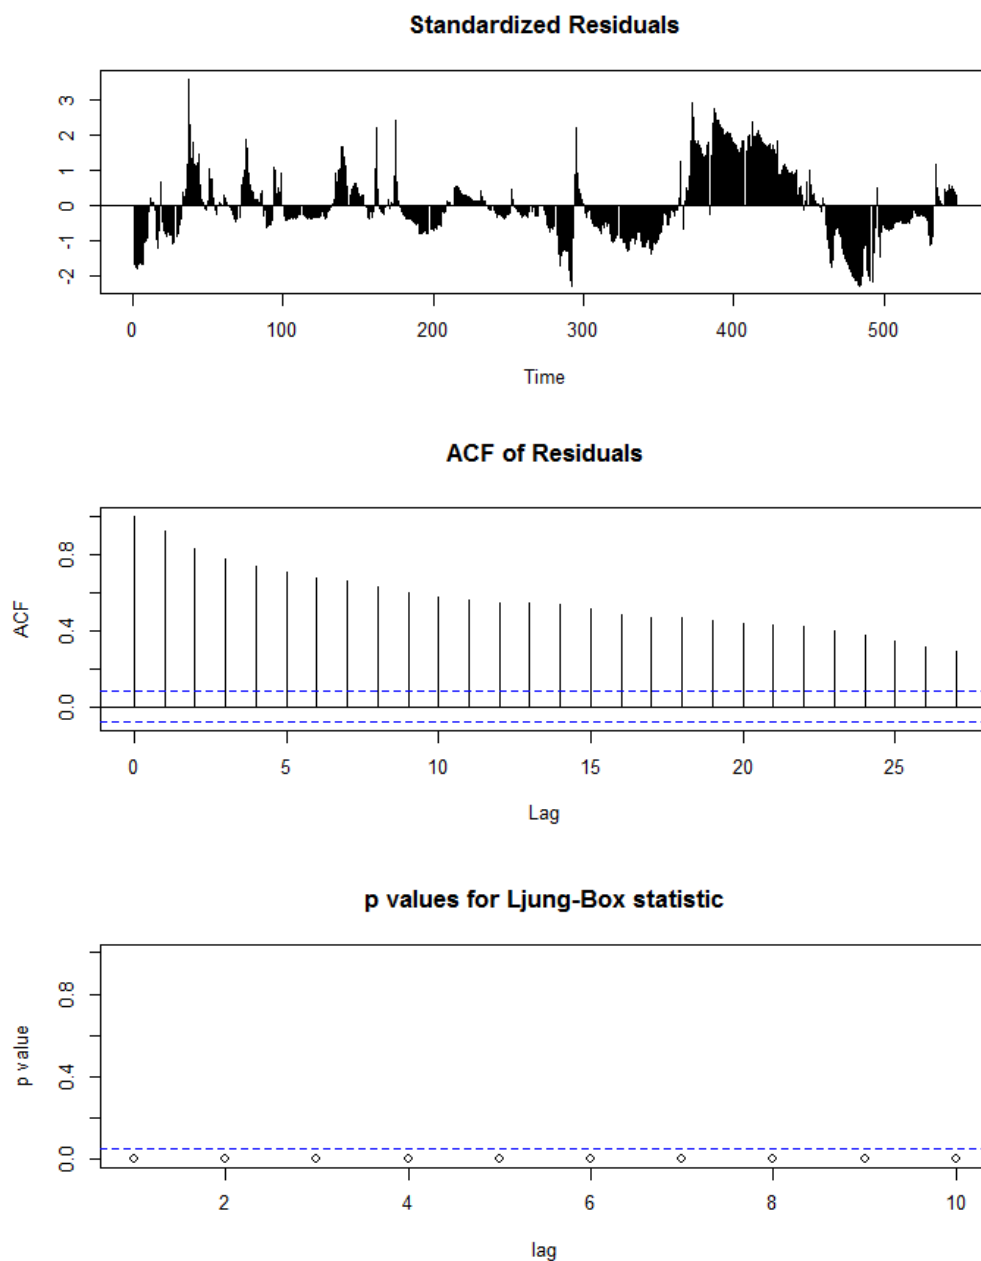 Standardized Residuals
3
2
1
0
-1
-2
0 100 200 300 400 500
Time
ACF of Residuals
ACF
0.8
0.4
0.0
0 5 10 15 20 25
Lag
p values for Ljung-Box statistic
p value
0.8
0.4
0.0
2 4 6 8 10
lag